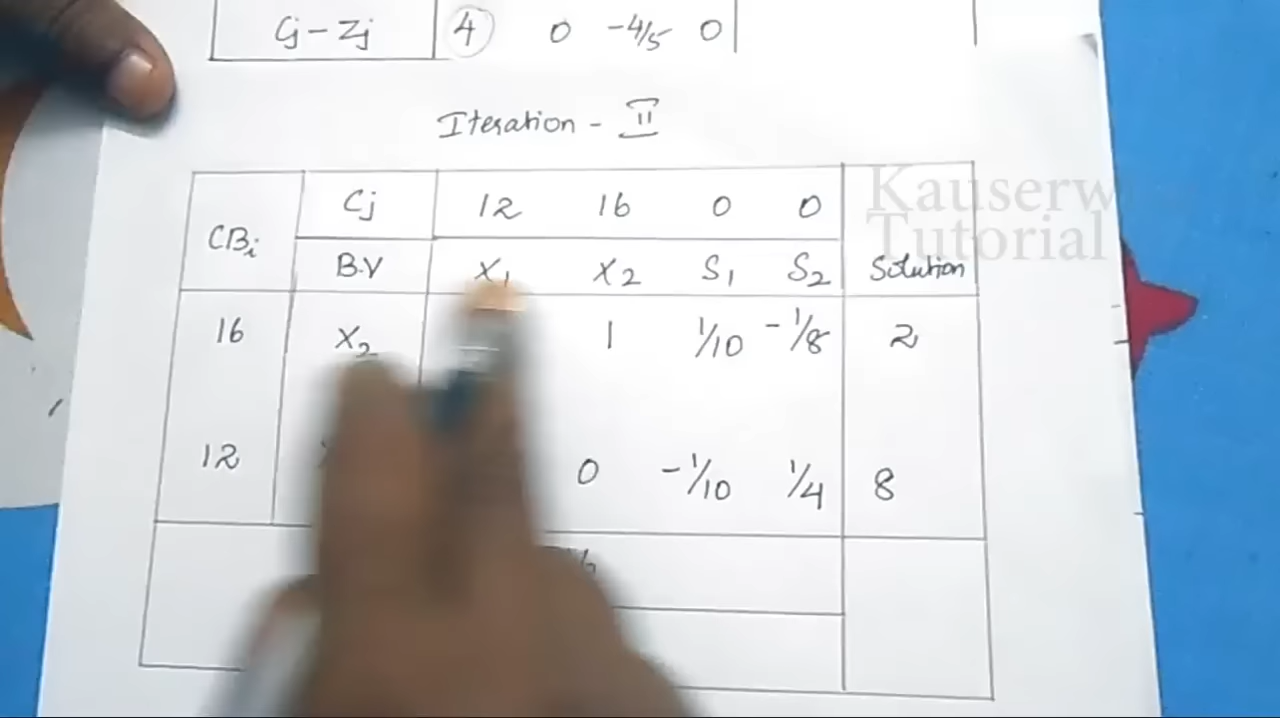 Cj - Zj 4 0 -4/5 0
Iteration - II
Kauserw
Tutorial
CBi Cj 12 16 0 0
B.V X1 X2 S1 S2 Solution
16 X2 1 1/10 -1/8 2
12 0 -1/10 1/4 8